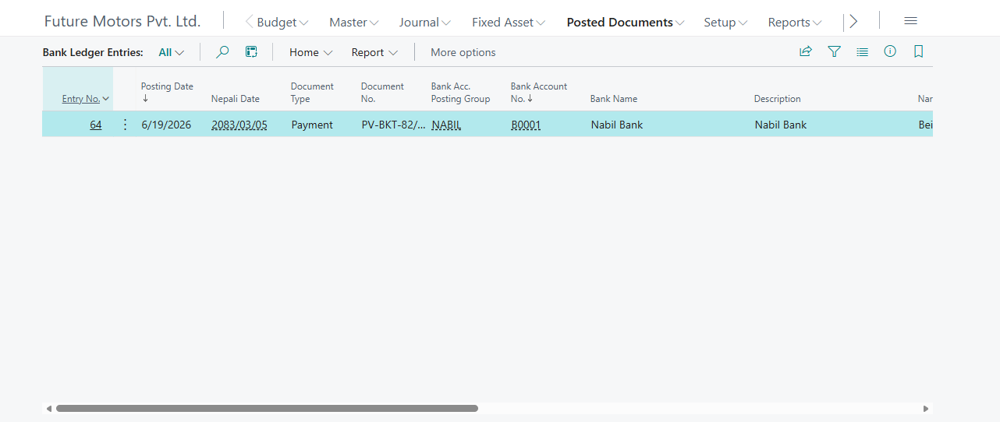 Future Motors Pvt. Ltd. Budget Master Journal Fixed Asset Posted Documents Setup Reports
Bank Ledger Entries: All Home Report More options
Entry No. Posting Date Nepali Date Document Type Document No. Bank Acc. Posting Group Bank Account No. Bank Name Description Nar
64 6/19/2026 2083/03/05 Payment PV-BKT-82/... NABIL B0001 Nabil Bank Nabil Bank Bei